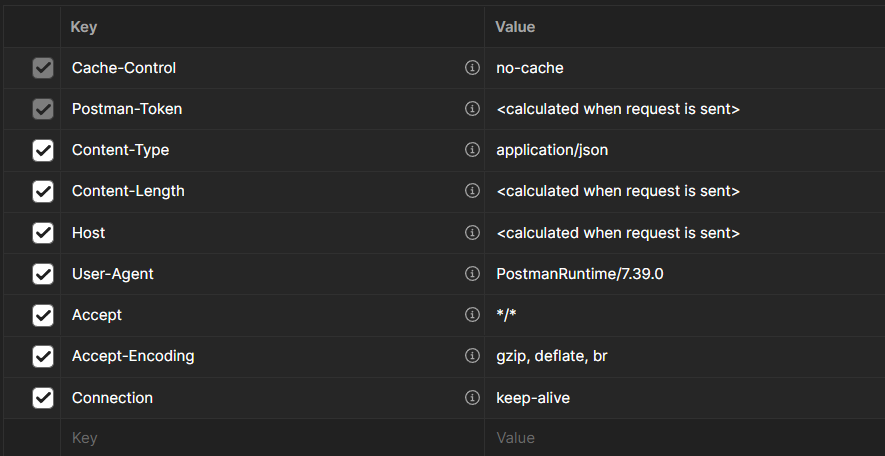 Key Value
Cache-Control no-cache
Postman-Token <calculated when request is sent>
Content-Type application/json
Content-Length <calculated when request is sent>
Host <calculated when request is sent>
User-Agent PostmanRuntime/7.39.0
Accept */*
Accept-Encoding gzip, deflate, br
Connection keep-alive
Key Value